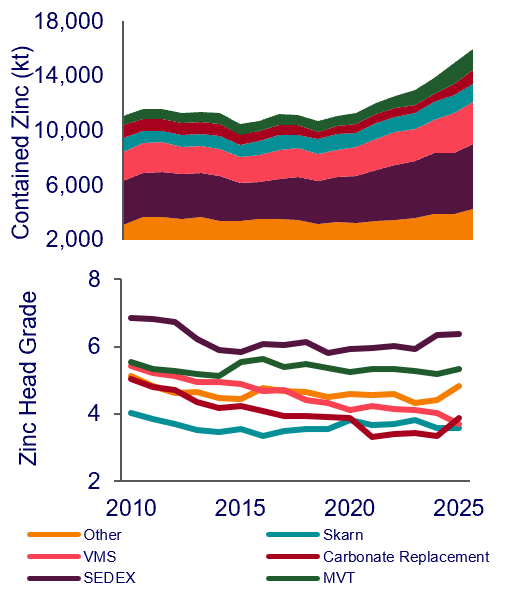 Contained Zinc (kt)
18,000
14,000
10,000
6,000
2,000
Zinc Head Grade
8
6
4
2
2010 2015 2020 2025
Other Skarn
VMS Carbonate Replacement
SEDEX MVT